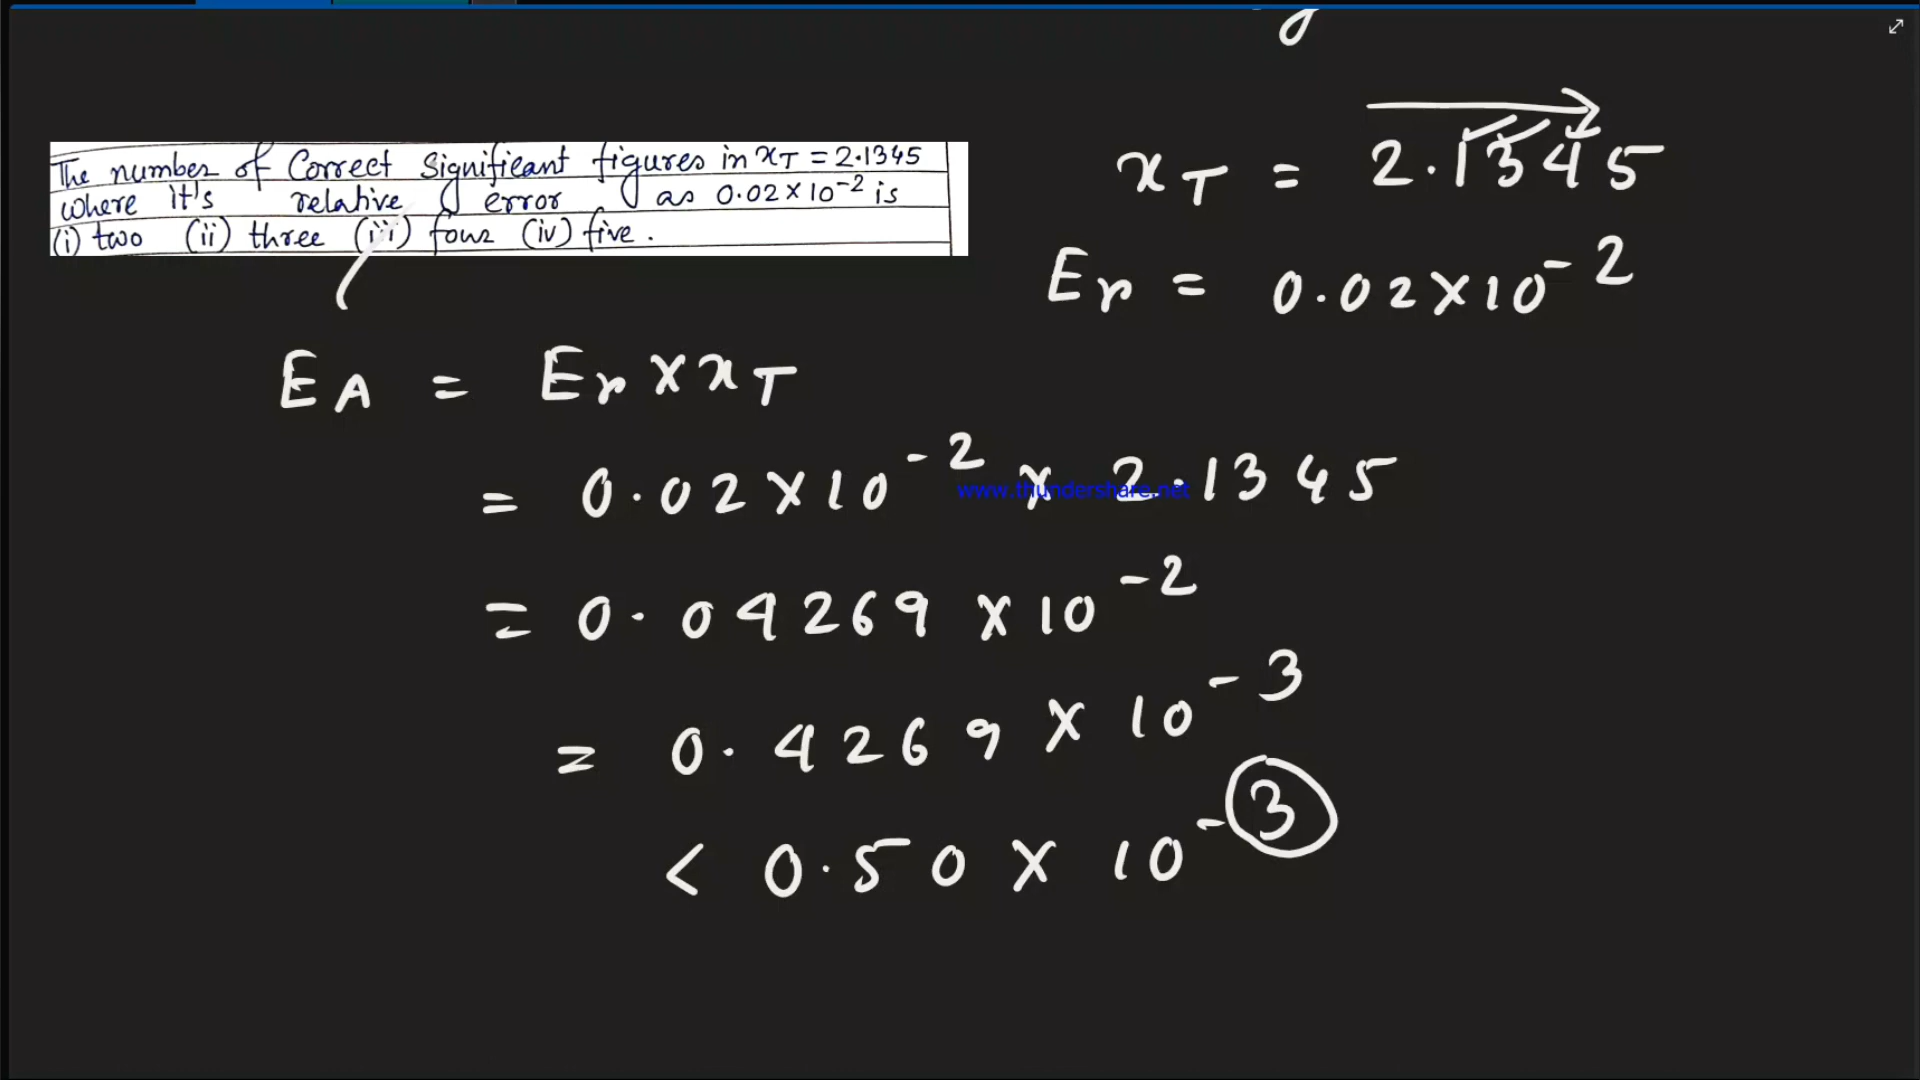 The number of Correct Significant figures in xT = 2.1345
where it's relative error as 0.02 × 10^-2 is
(i) two (ii) three (iii) four (iv) five.
xT = 2.1345
Er = 0.02×10^-2
EA = Er × xT
= 0.02×10^-2 × 2.1345
www.thundershare.net
= 0.04269 × 10^-2
= 0.4269 × 10^-3
< 0.50 × 10^-3